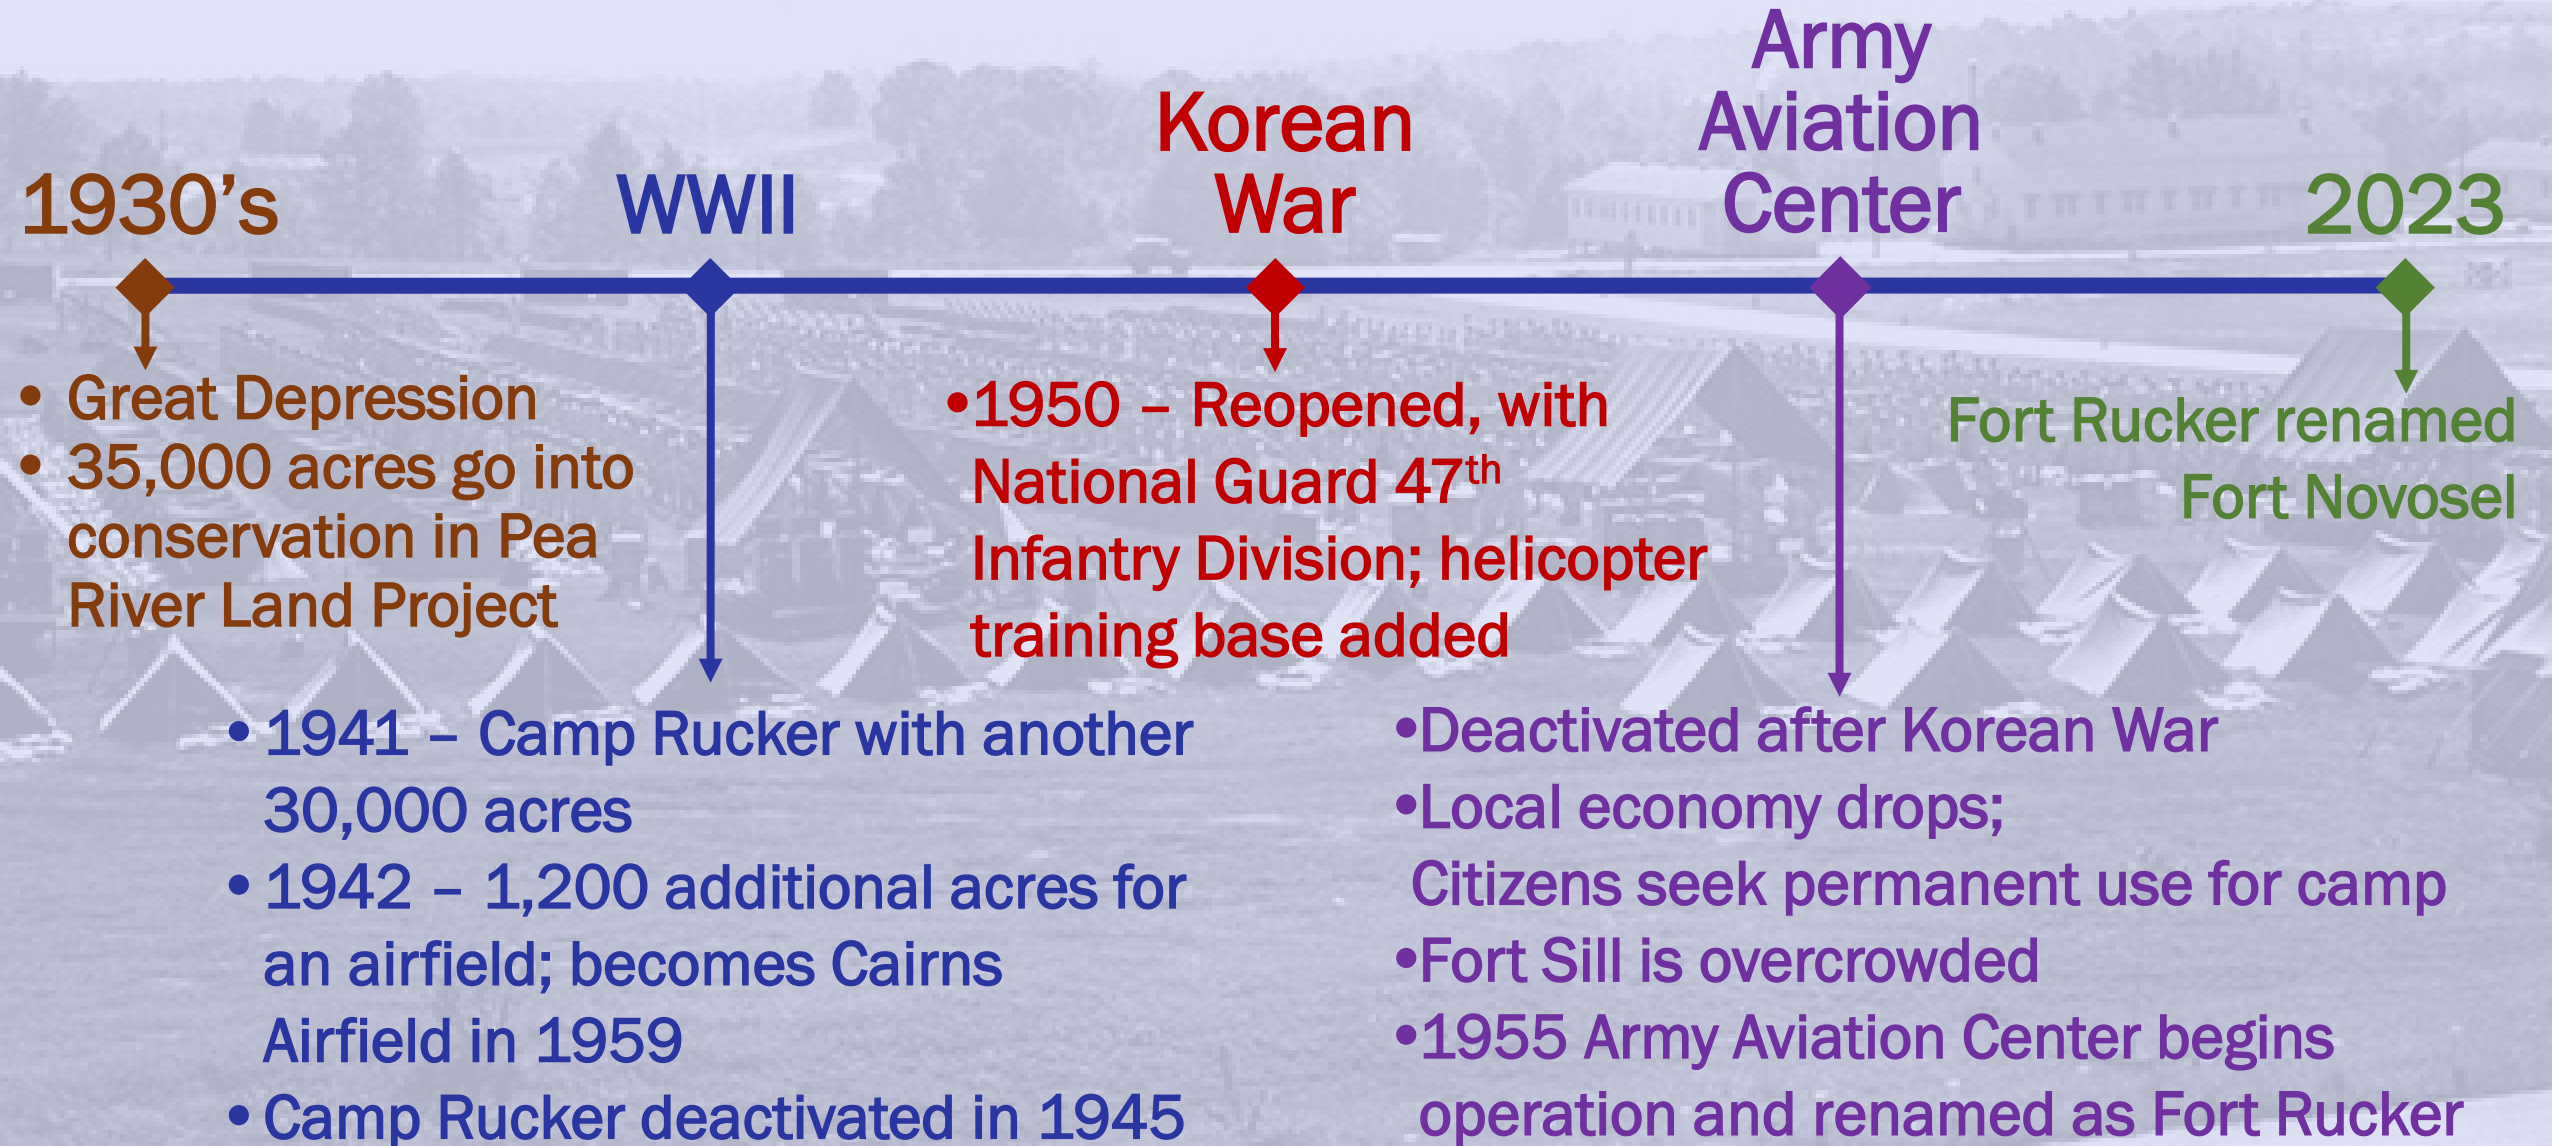 1930's
WWII
Korean
War
Army
Aviation
Center
2023
• Great Depression
• 35,000 acres go into
conservation in Pea
River Land Project
• 1941 – Camp Rucker with another
30,000 acres
• 1942 – 1,200 additional acres for
an airfield; becomes Cairns
Airfield in 1959
• Camp Rucker deactivated in 1945
•1950 – Reopened, with
National Guard 47th
Infantry Division; helicopter
training base added
•Deactivated after Korean War
•Local economy drops;
Citizens seek permanent use for camp
•Fort Sill is overcrowded
•1955 Army Aviation Center begins
operation and renamed as Fort Rucker
Fort Rucker renamed
Fort Novosel